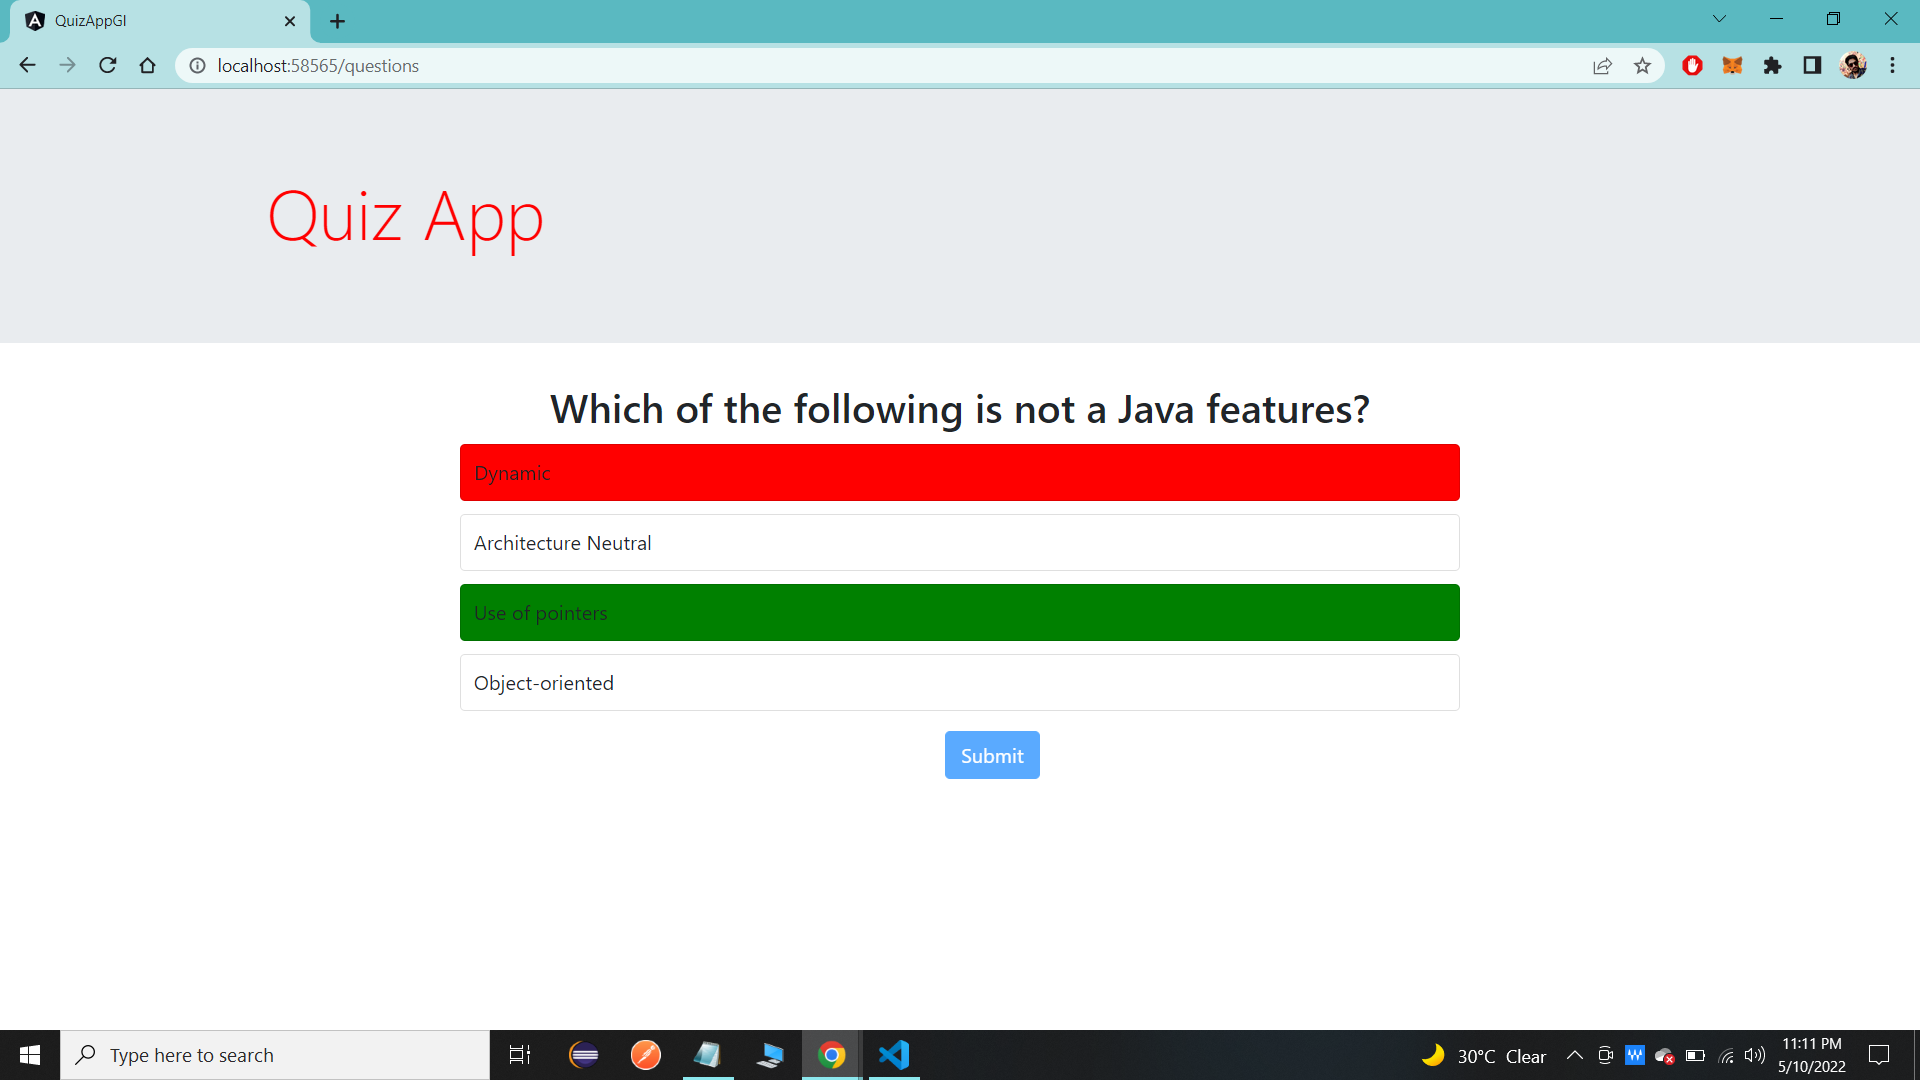 QuizAppGl
localhost:58565/questions
Quiz App
Which of the following is not a Java features?
Dynamic
Architecture Neutral
Use of pointers
Object-oriented
Submit
Type here to search
30°C Clear
11:11 PM
5/10/2022